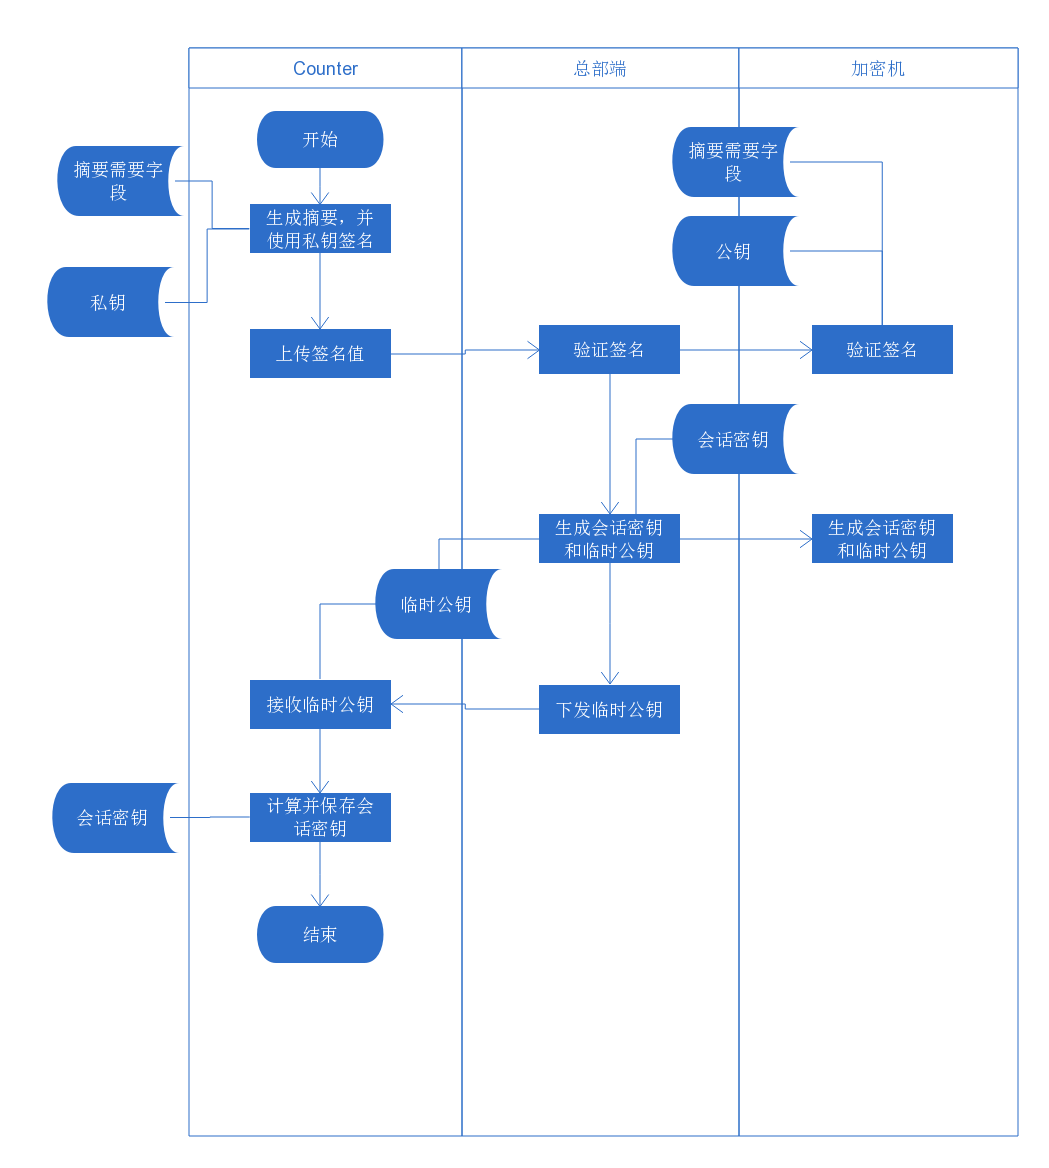 Counter
总部端
加密机
开始
摘要需要字
段
摘要需要字
段
生成摘要，并
使用私钥签名
公钥
私钥
上传签名值
验证签名
验证签名
会话密钥
生成会话密钥
和临时公钥
生成会话密钥
和临时公钥
临时公钥
接收临时公钥
下发临时公钥
计算并保存会
话密钥
会话密钥
结束